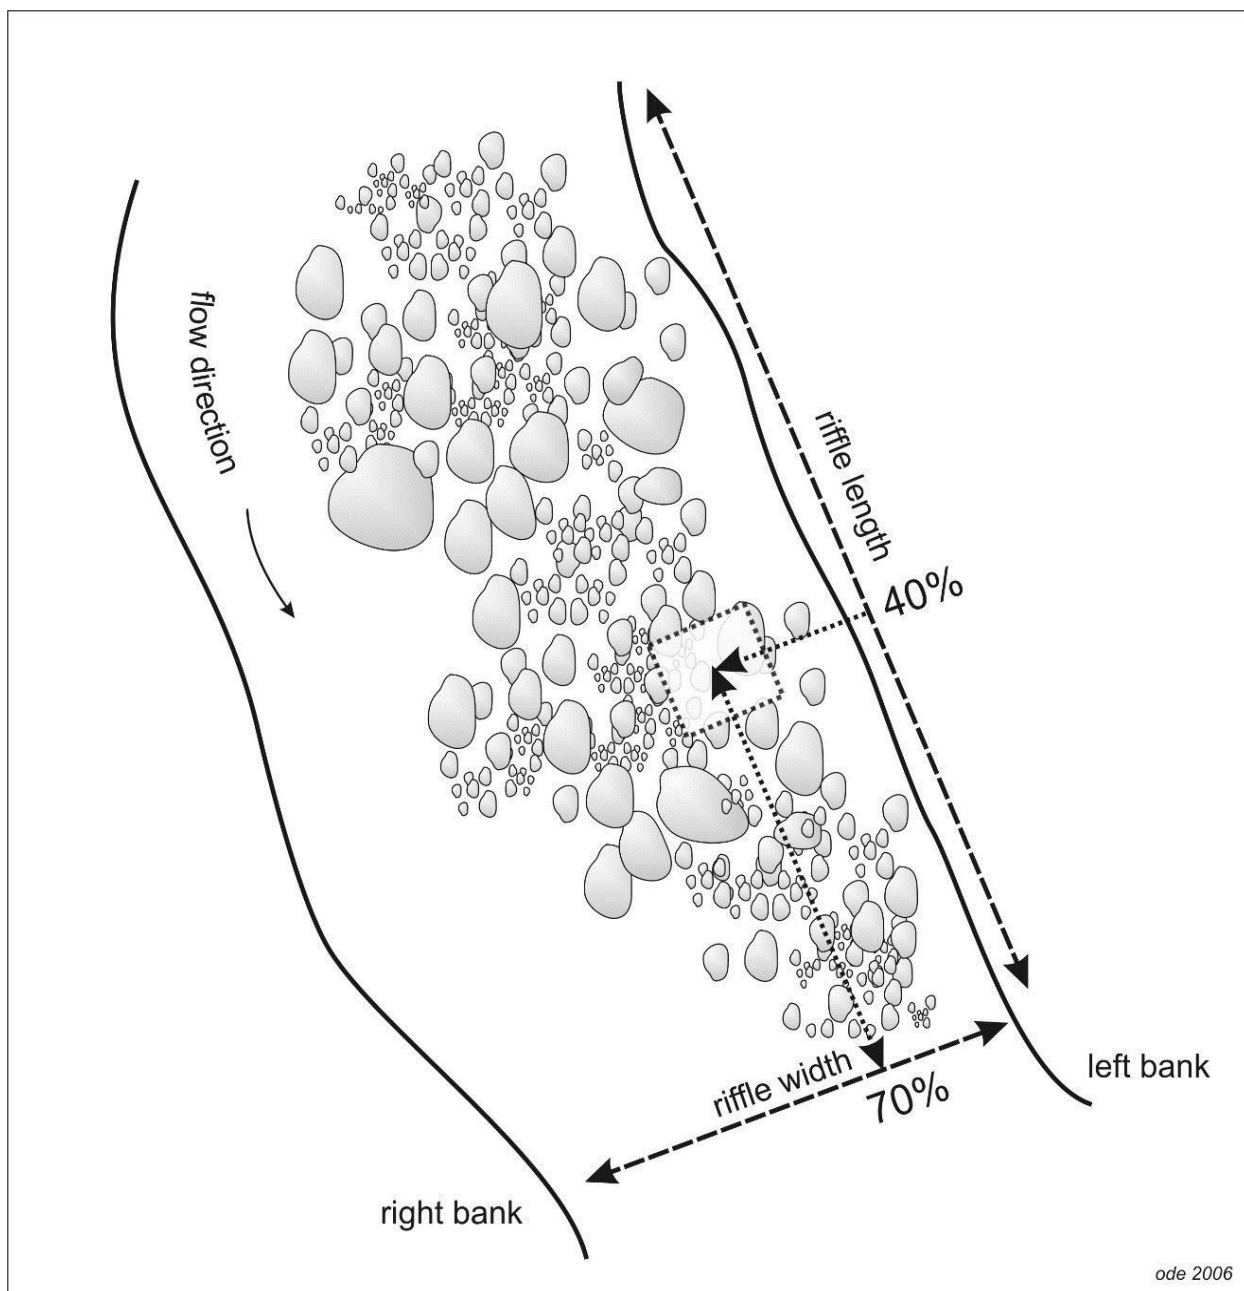 flow direction
riffle length
40%
riffle width
70%
left bank
right bank
ode 2006